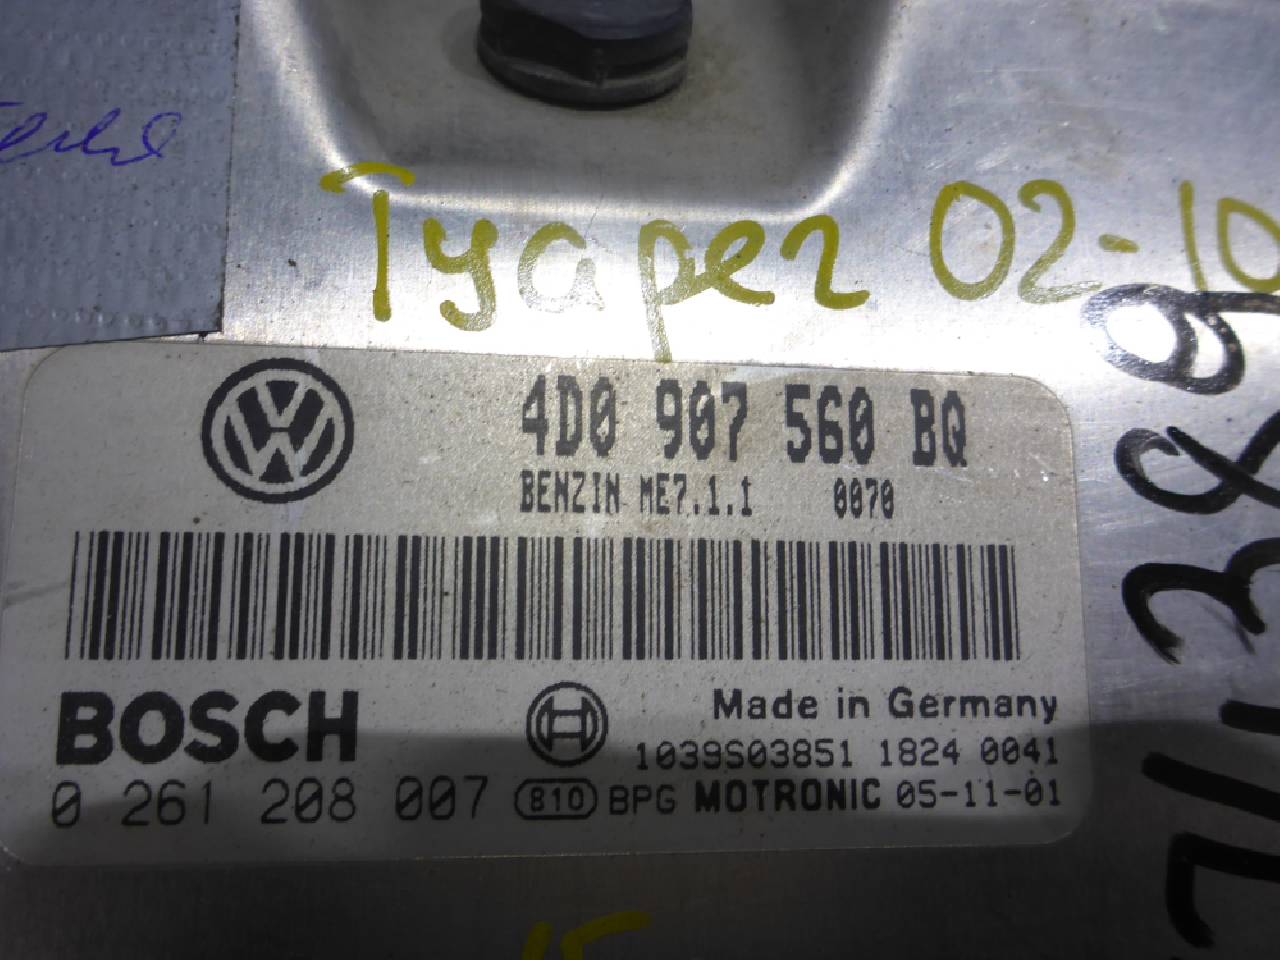 Туарег 02-10
4D0 907 560 BQ
BENZIN ME7.1.1 0070
BOSCH
Made in Germany
1039S03851 1824 0041
0 261 208 007 810 BPG MOTRONIC 05-11-01
15